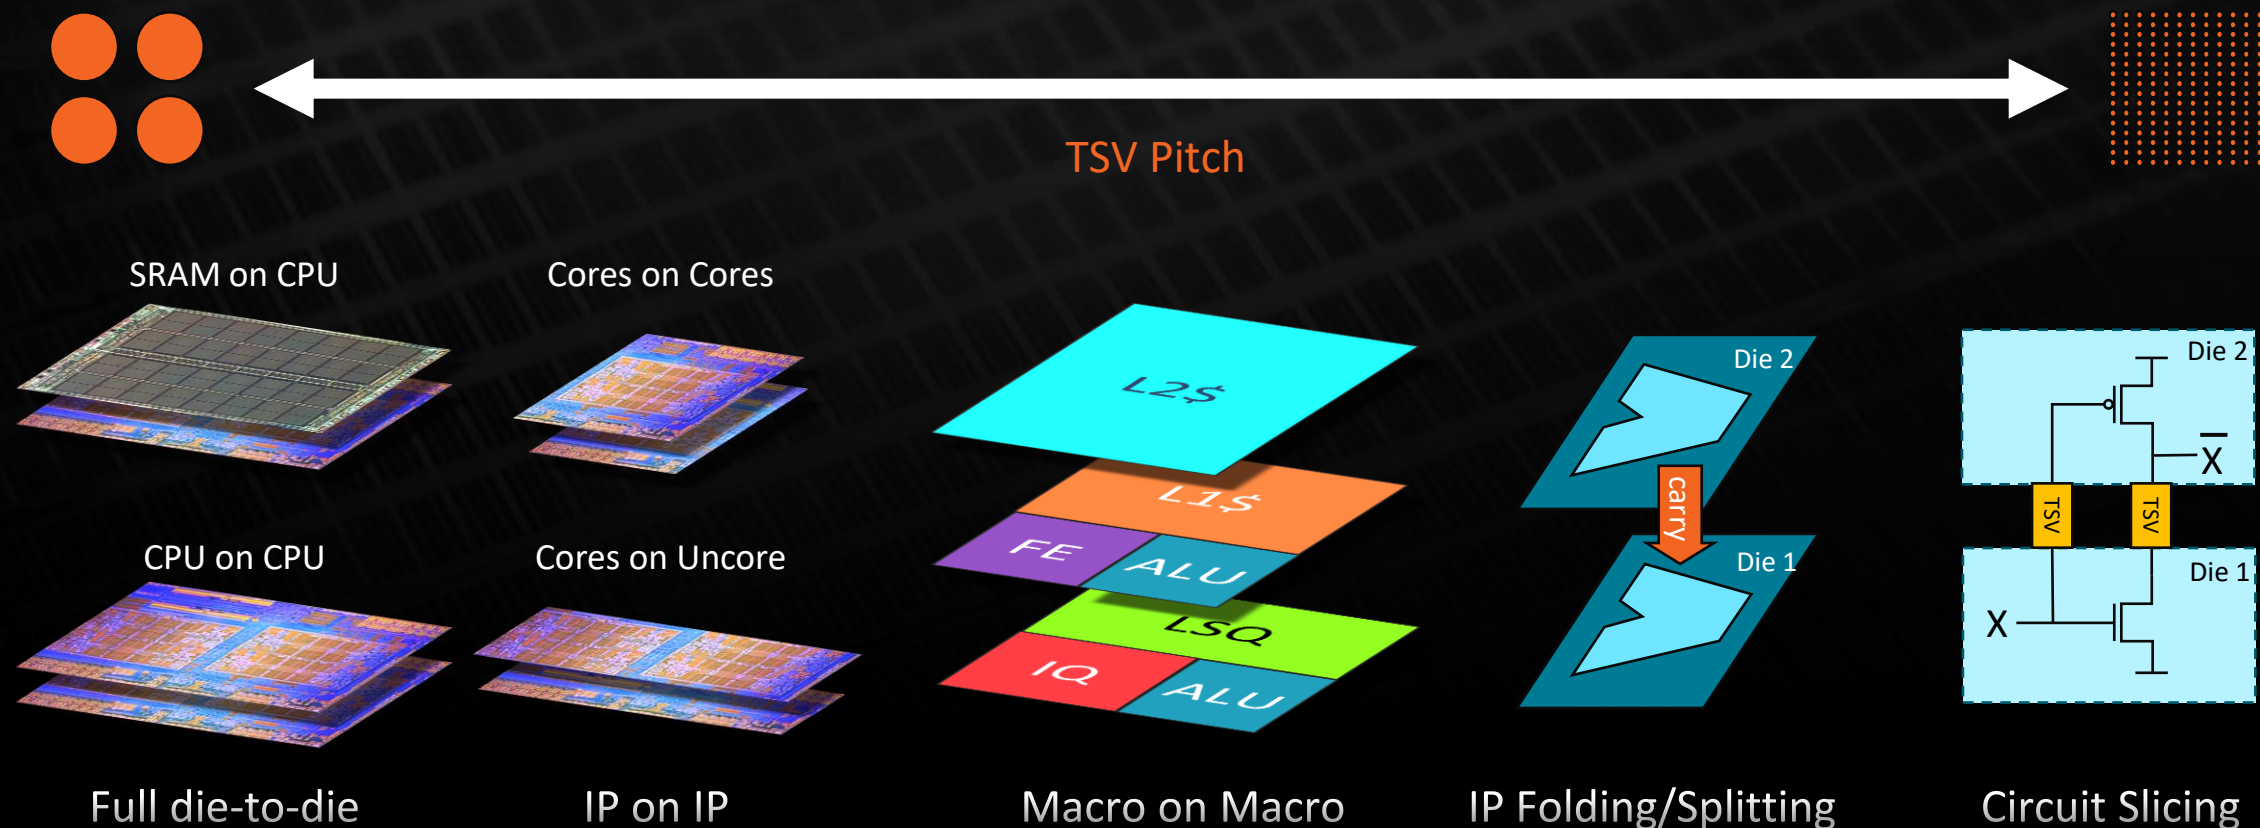 TSV Pitch
SRAM on CPU
Cores on Cores
CPU on CPU
Cores on Uncore
L2$
L1$
FE
ALU
LSQ
IQ
ALU
Die 2
carry
Die 1
Die 2
X̅
TSV
TSV
Die 1
X
Full die-to-die
IP on IP
Macro on Macro
IP Folding/Splitting
Circuit Slicing